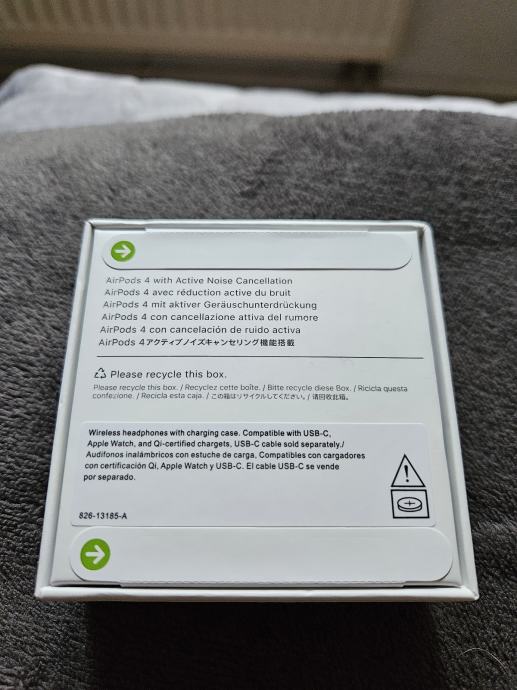 AirPods 4 with Active Noise Cancellation
AirPods 4 avec réduction active du bruit
AirPods 4 mit aktiver Geräuschunterdrückung
AirPods 4 con cancellazione attiva del rumore
AirPods 4 con cancelación de ruido activa
AirPods 4アクティブノイズキャンセリング機能搭載
Please recycle this box.
Please recycle this box. / Recyclez cette boîte. / Bitte recycle diese Box. / Ricicla questa
confezione. / Recicla esta caja. / この箱はリサイクルしてください。/ 请回收此箱。
Wireless headphones with charging case. Compatible with USB-C,
Apple Watch, and Qi-certified chargets, USB-C cable sold separately./
Audifonos inalámbricos con estuche de carga, Compatibles con cargadores
con certificación Qi, Apple Watch y USB-C. El cable USB-C se vende
por separado.
826-13185-A